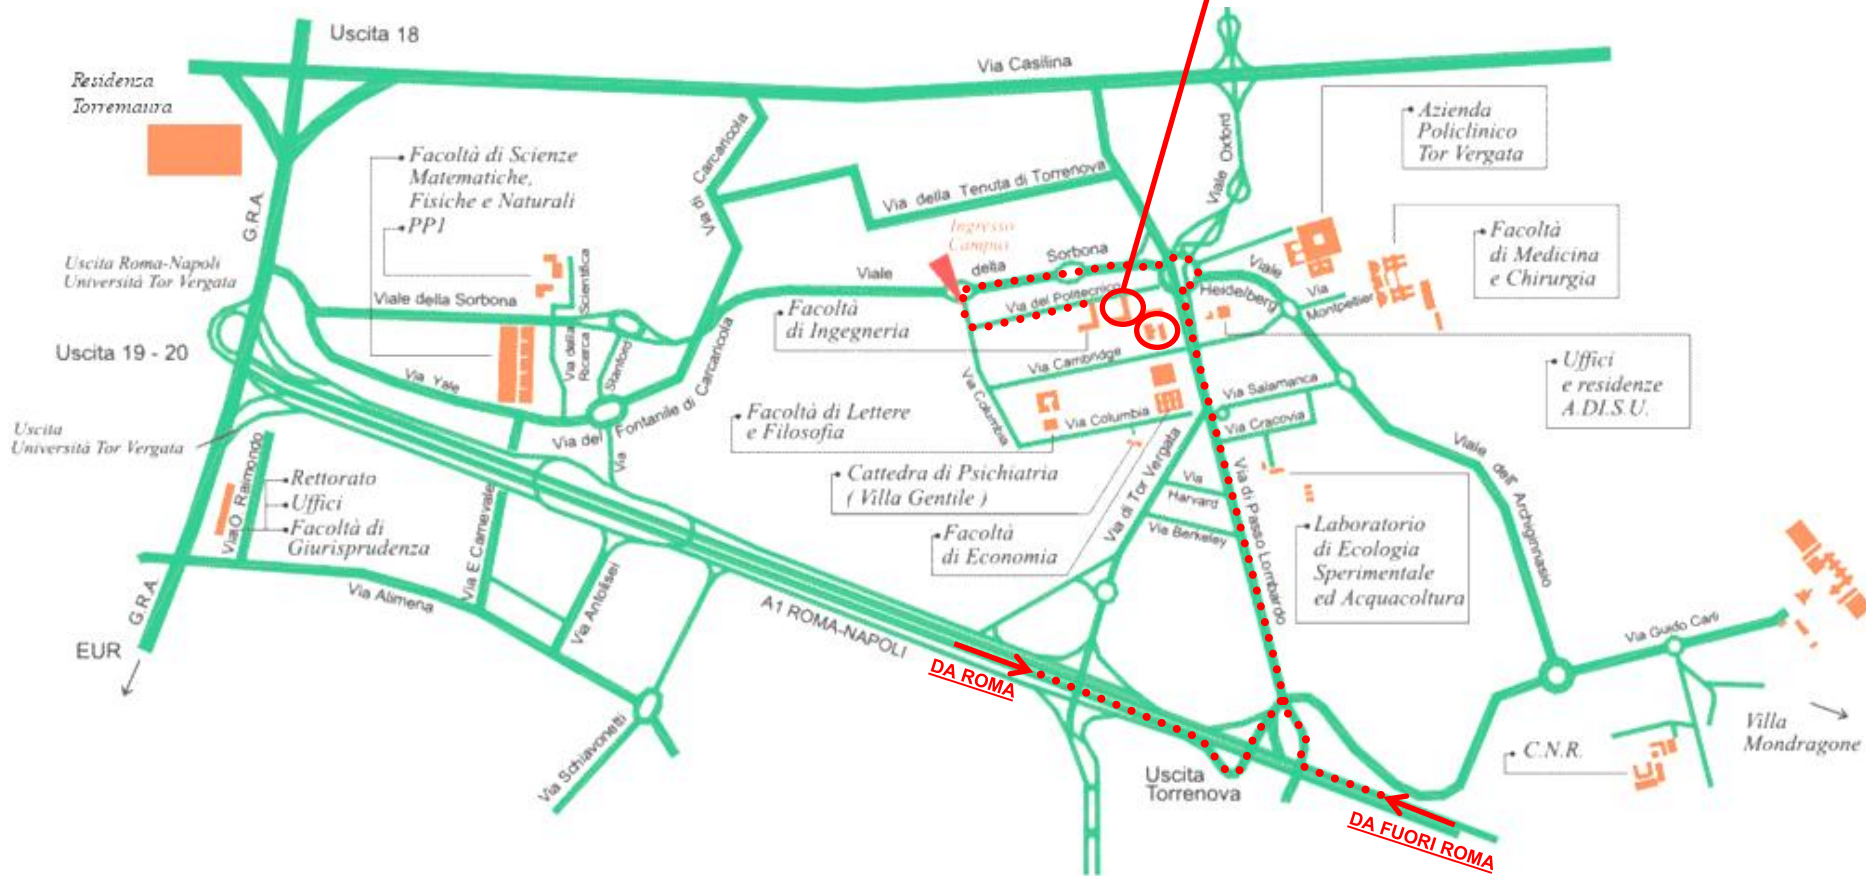 Uscita 18
Via Casilina
Residenza
Torremaura
Azienda
Policlinico
Tor Vergata
Facoltà di Scienze
Matematiche,
Fisiche e Naturali
PP1
Via di Carcaricola
Viale Oxford
Via della Tenuta di Torrenova
G.R.A.
Ingresso
Campus
Facoltà
di Medicina
e Chirurgia
Uscita Roma-Napoli
Università Tor Vergata
Viale della Sorbona
Viale della Sorbona
Via del Politecnico
Viale Heidelberg
Via Montpellier
Via della Ricerca Scientifica
Stanford
Facoltà
di Ingegneria
Uscita 19 - 20
Via Yale
Via Cambridge
Via Salamanca
Uffici
e residenze
A.DI.S.U.
Via del Fontanile di Carcaricola
Facoltà di Lettere
e Filosofia
Via Columbia
Via Columbia
Via Cracovia
Uscita
Università Tor Vergata
Via
Via O. Raimondo
Rettorato
Uffici
Facoltà di
Giurisprudenza
Cattedra di Psichiatria
( Villa Gentile )
Via di Tor Vergata
Via
Harvard
Via Berkeley
Via di Passo Lombardo
Viale dell' Archiginnasio
Facoltà
di Economia
Laboratorio
di Ecologia
Sperimentale
ed Acquacoltura
Via E Carnevale
Via Antolisei
Via Alimena
G.R.A.
A1 ROMA-NAPOLI
EUR
DA ROMA
Via Guido Carli
Via Schiavonetti
Villa
Mondragone
C.N.R.
Uscita
Torrenova
DA FUORI ROMA